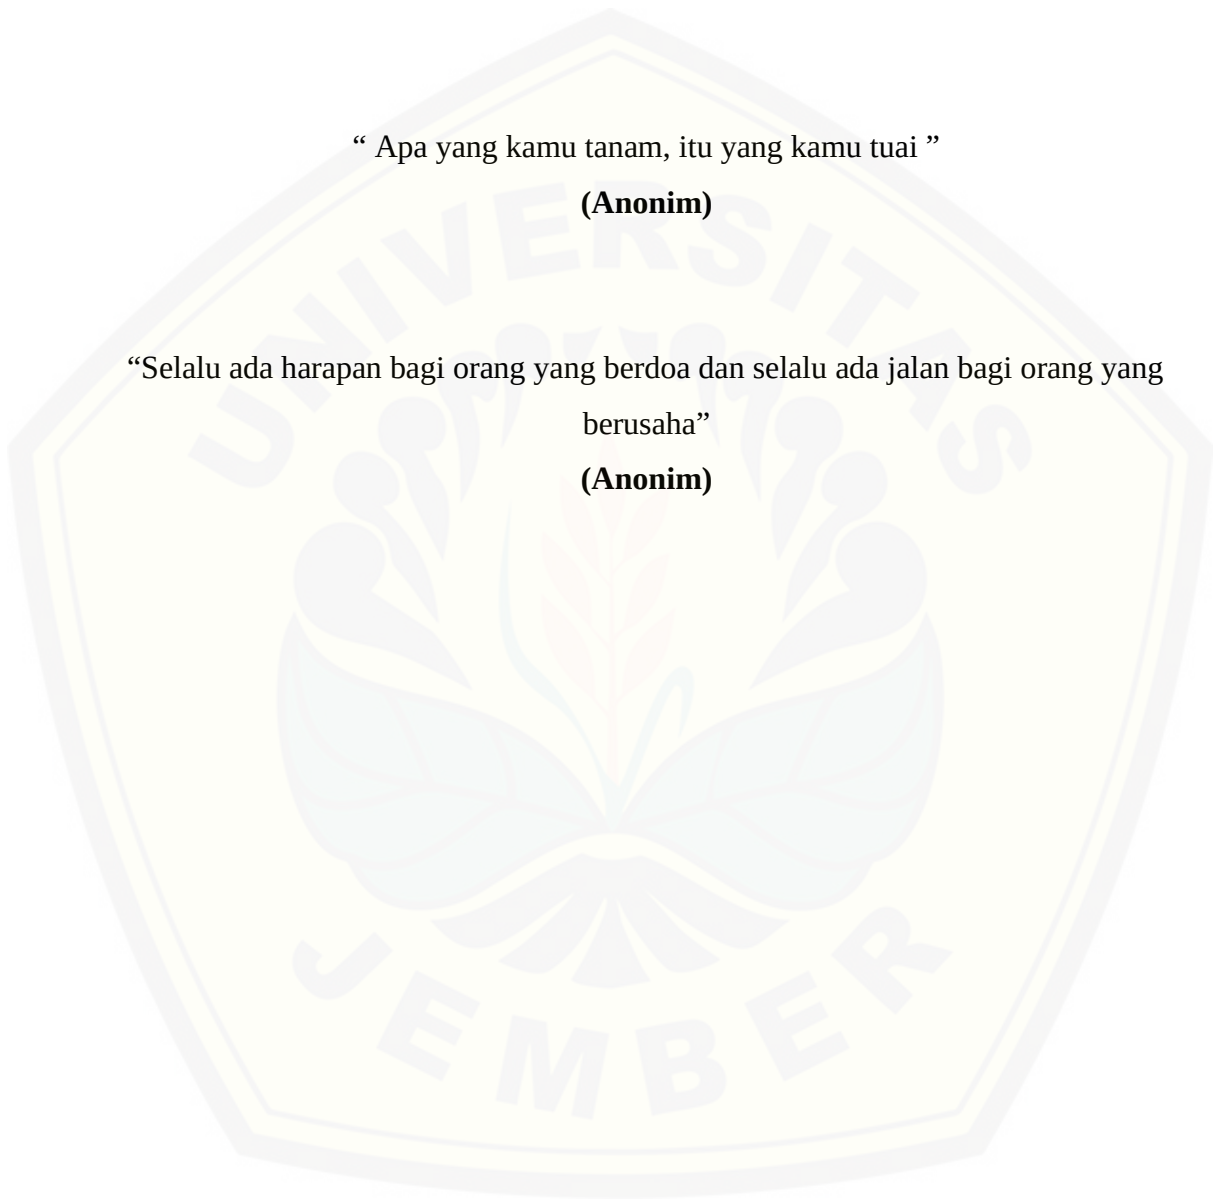 “ Apa yang kamu tanam, itu yang kamu tuai ”
(Anonim)
“Selalu ada harapan bagi orang yang berdoa dan selalu ada jalan bagi orang yang
berusaha”
(Anonim)
UNIVERSITAS
JEMBER